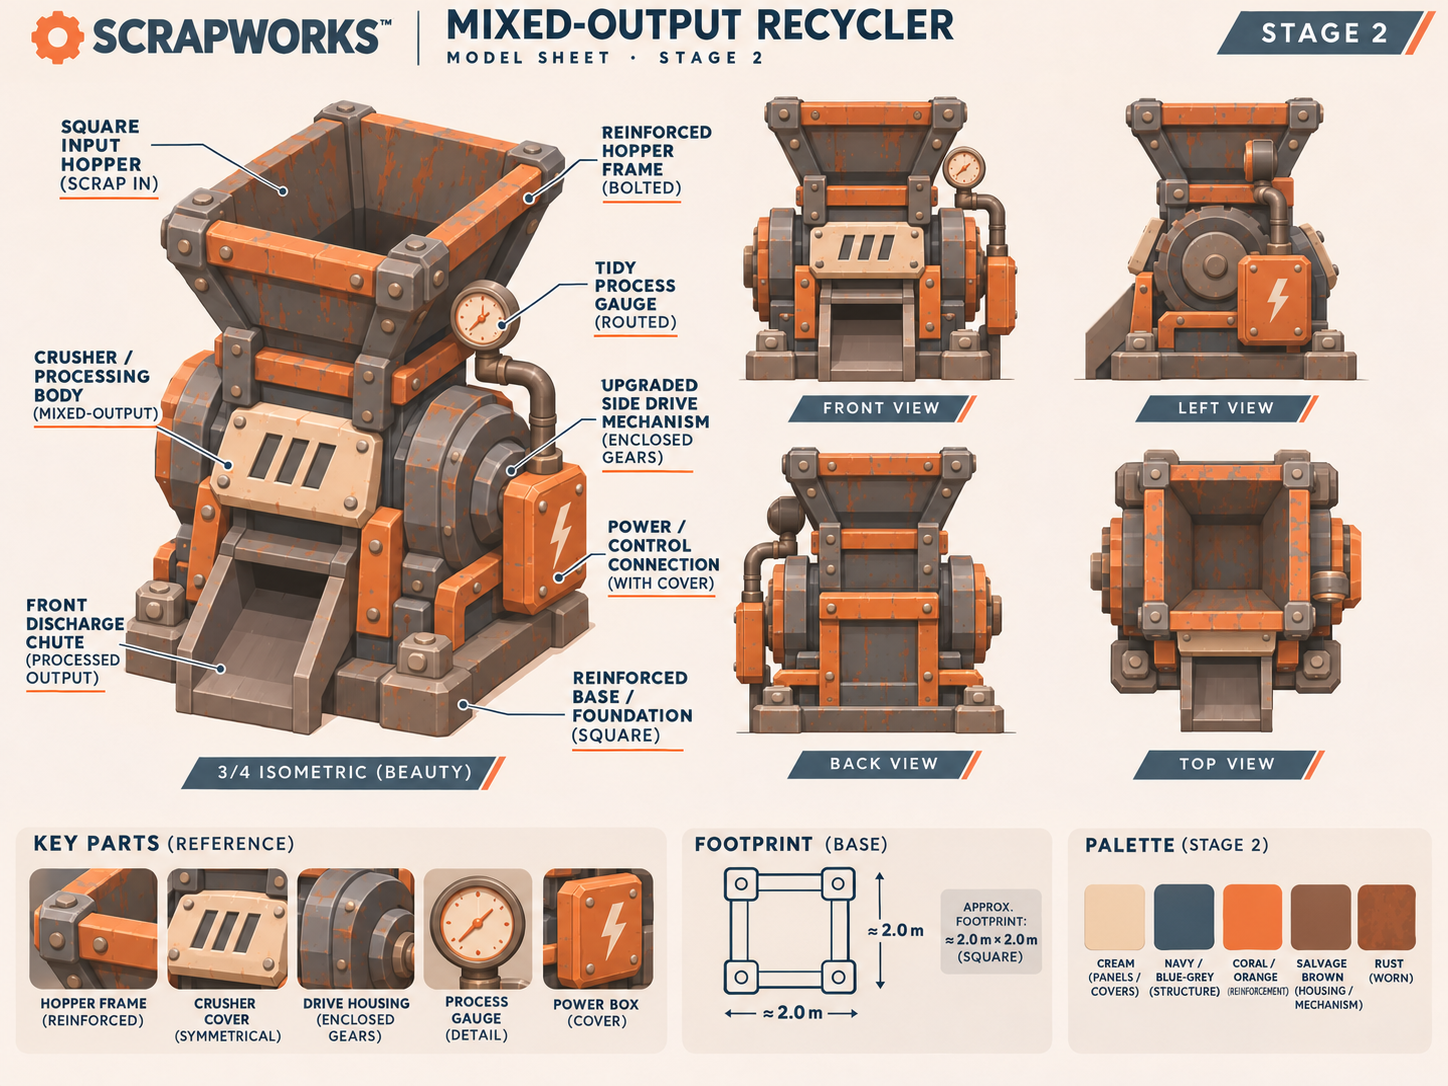 SCRAPWORKS™
MIXED-OUTPUT RECYCLER
MODEL SHEET · STAGE 2
STAGE 2
SQUARE
INPUT
HOPPER
(SCRAP IN)
REINFORCED
HOPPER
FRAME
(BOLTED)
TIDY
PROCESS
GAUGE
(ROUTED)
CRUSHER /
PROCESSING
BODY
(MIXED-OUTPUT)
UPGRADED
SIDE DRIVE
MECHANISM
(ENCLOSED
GEARS)
POWER /
CONTROL
CONNECTION
(WITH COVER)
FRONT
DISCHARGE
CHUTE
(PROCESSED
OUTPUT)
REINFORCED
BASE /
FOUNDATION
(SQUARE)
3/4 ISOMETRIC (BEAUTY)
FRONT VIEW
LEFT VIEW
BACK VIEW
TOP VIEW
KEY PARTS (REFERENCE)
HOPPER FRAME
(REINFORCED)
CRUSHER
COVER
(SYMMETRICAL)
DRIVE HOUSING
(ENCLOSED
GEARS)
PROCESS
GAUGE
(DETAIL)
POWER BOX
(COVER)
FOOTPRINT (BASE)
≈ 2.0 m
≈ 2.0 m
APPROX.
FOOTPRINT:
≈ 2.0 m × 2.0 m
(SQUARE)
PALETTE (STAGE 2)
CREAM
(PANELS /
COVERS)
NAVY /
BLUE-GREY
(STRUCTURE)
CORAL /
ORANGE
(REINFORCEMENT)
SALVAGE
BROWN
(HOUSING /
MECHANISM)
RUST
(WORN)